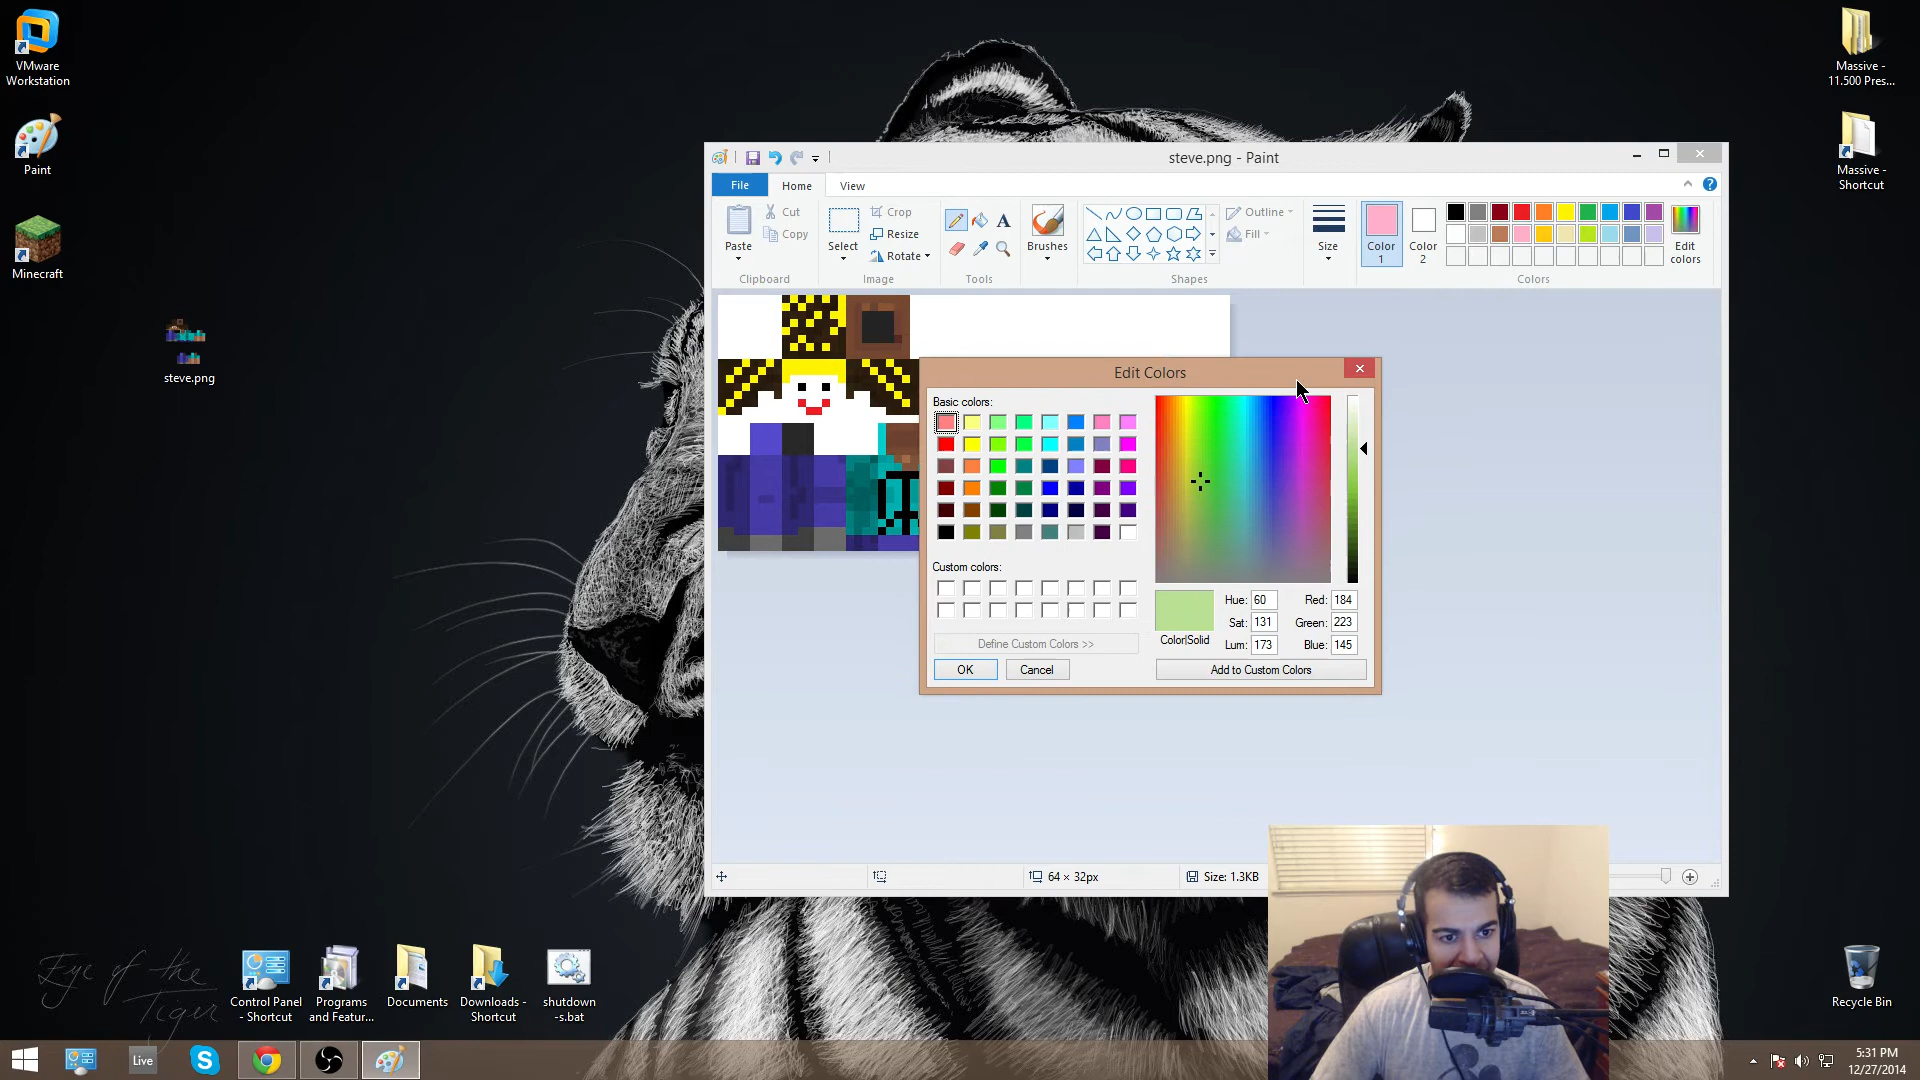 VMware
Workstation
Paint
Minecraft
steve.png
Massive -
11.500 Pres...
Massive -
Shortcut
steve.png - Paint
File
Home
View
Paste
Cut
Copy
Clipboard
Select
Crop
Resize
Rotate
Image
A
Tools
Brushes
Outline
Fill
Shapes
Size
Color
1
Color
2
Edit
colors
Colors
Edit Colors
Basic colors:
Custom colors:
Define Custom Colors >>
OK
Cancel
Color|Solid
Hue: 60
Sat: 131
Lum: 173
Red: 184
Green: 223
Blue: 145
Add to Custom Colors
64 × 32px
Size: 1.3KB
Eye of the
Tiger
Control Panel
- Shortcut
Programs
and Featur...
Documents
Downloads -
Shortcut
shutdown
-s.bat
Recycle Bin
Live
5:31 PM
12/27/2014